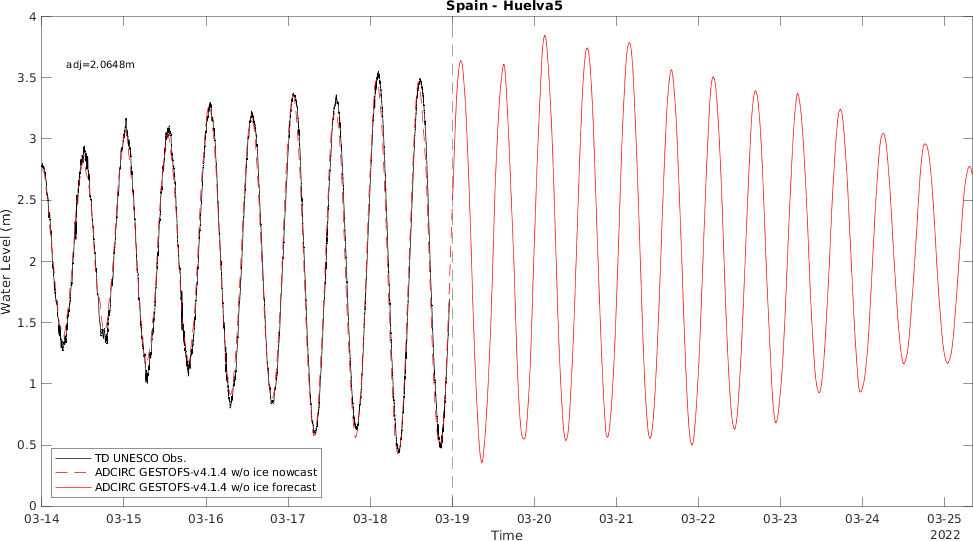 Spain - Huelva5
4
3.5
3
2.5
2
1.5
1
0.5
0
Water Level (m)
adj=2.0648m
TD UNESCO Obs.
ADCIRC GESTOFS-v4.1.4 w/o ice nowcast
ADCIRC GESTOFS-v4.1.4 w/o ice forecast
03-14 03-15 03-16 03-17 03-18 03-19 03-20 03-21 03-22 03-23 03-24 03-25
2022
Time